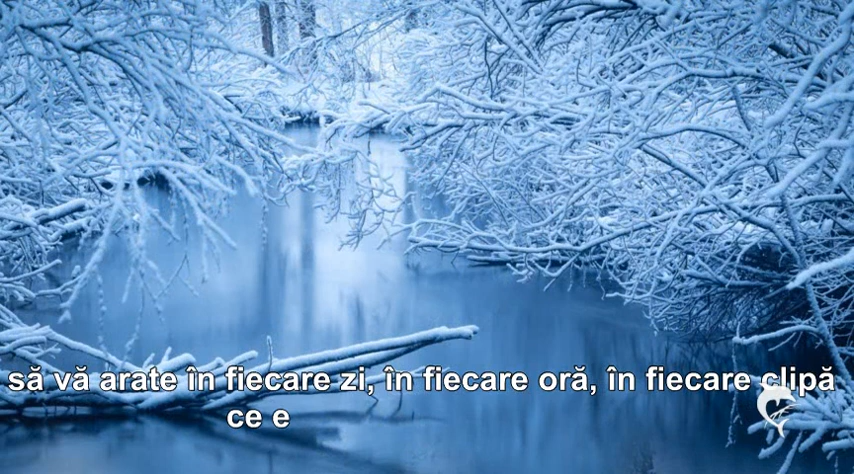 să vă arate în fiecare zi, în fiecare oră, în fiecare clipă
ce e